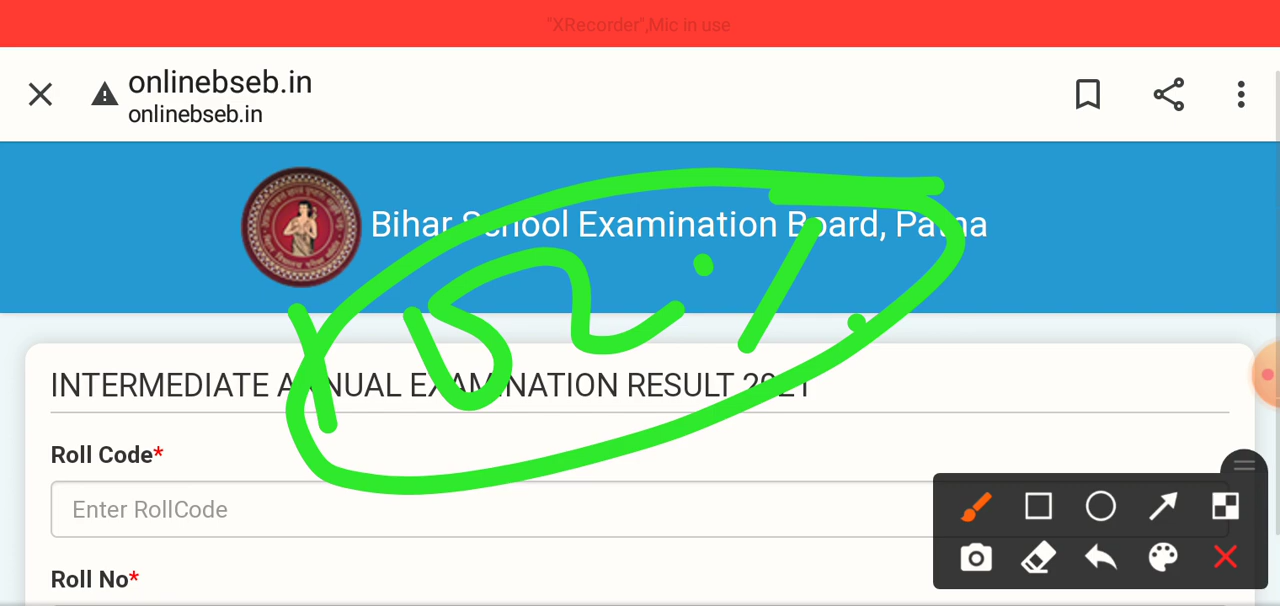 "XRecorder",Mic in use
onlinebseb.in
onlinebseb.in
Bihar School Examination Board, Patna
INTERMEDIATE ANNUAL EXAMINATION RESULT 2021
Roll Code*
Enter RollCode
Roll No*